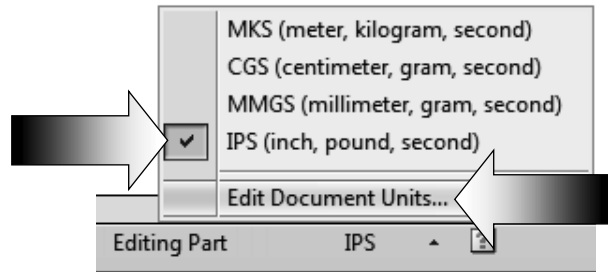 MKS (meter, kilogram, second)
CGS (centimeter, gram, second)
MMGS (millimeter, gram, second)
IPS (inch, pound, second)
Edit Document Units...
Editing Part IPS